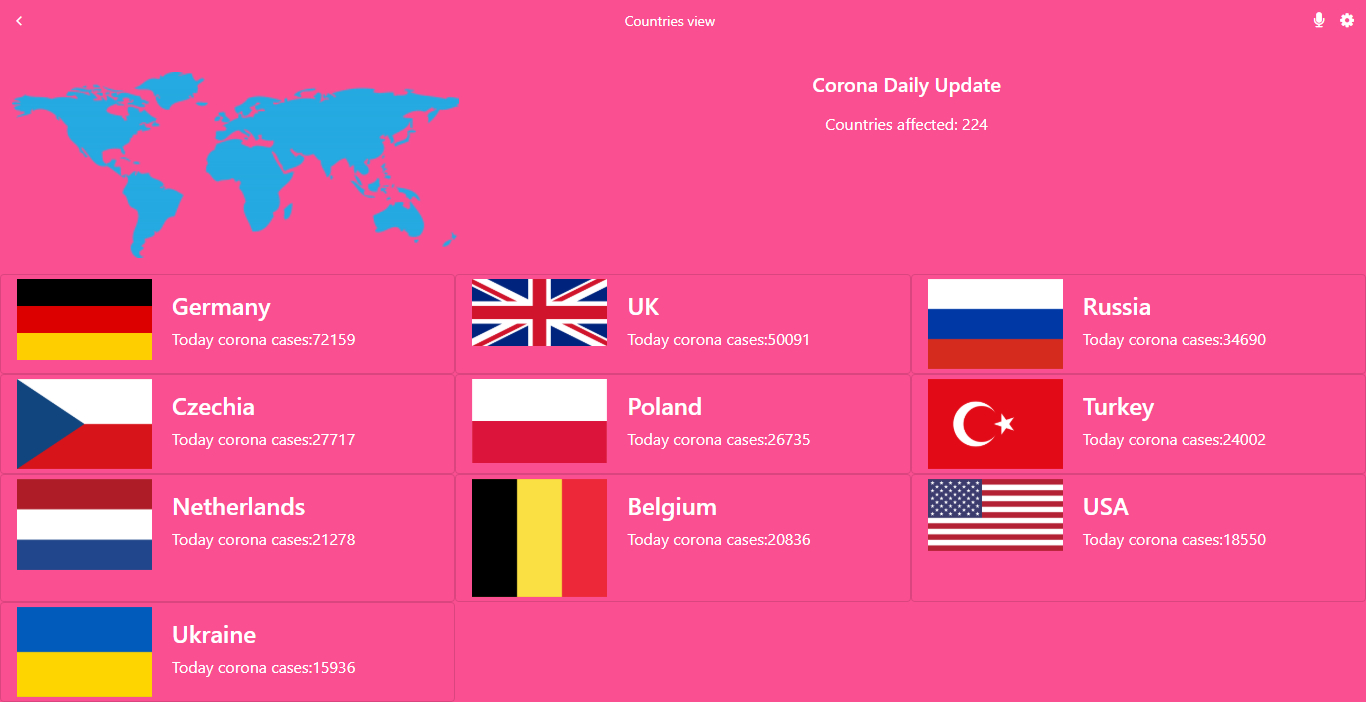 Countries view
Corona Daily Update
Countries affected: 224
Germany
Today corona cases:72159
UK
Today corona cases:50091
Russia
Today corona cases:34690
Czechia
Today corona cases:27717
Poland
Today corona cases:26735
Turkey
Today corona cases:24002
Netherlands
Today corona cases:21278
Belgium
Today corona cases:20836
USA
Today corona cases:18550
Ukraine
Today corona cases:15936